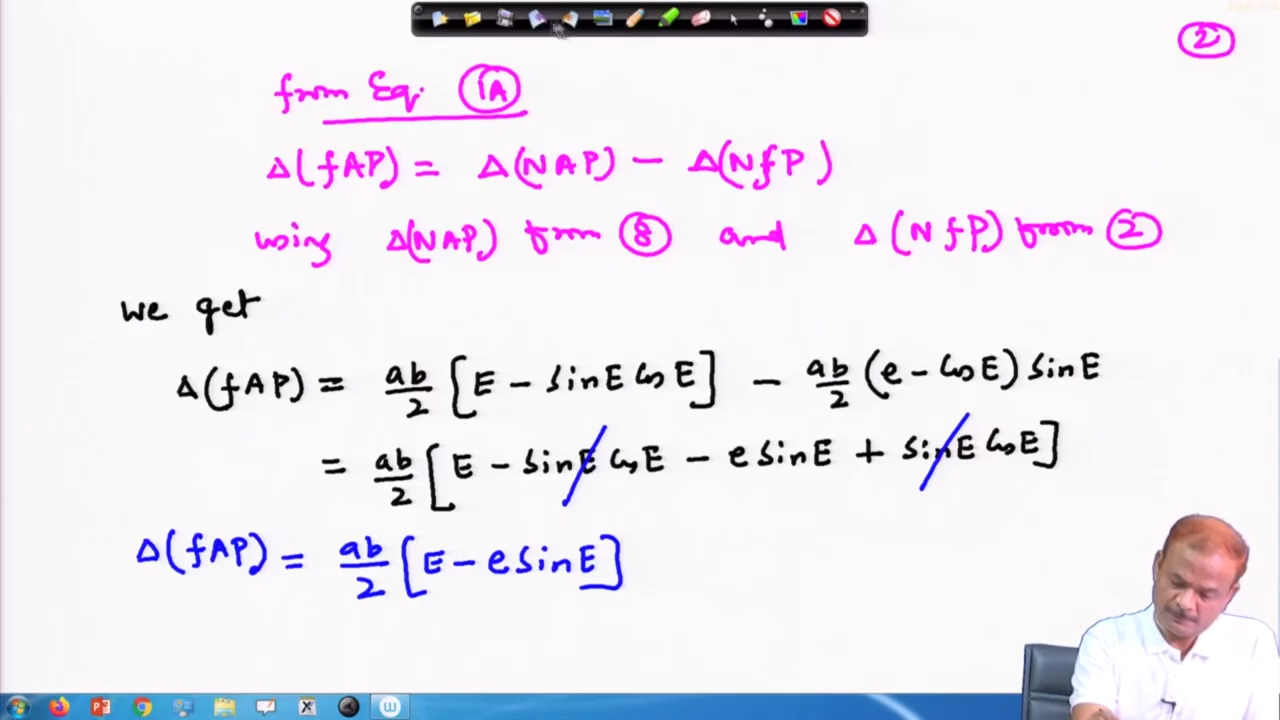 2
from Eq. 1A
Δ(fAP) = Δ(NAP) − Δ(NfP)
using Δ(NAP) from 8 and Δ(NfP) from 2
we get
Δ(fAP) = ab/2 [E − sinE CosE] − ab/2 (e − CosE) sinE
= ab/2 [E − sinE CosE − e sinE + sinE CosE]
Δ(fAP) = ab/2 [E − e sinE]